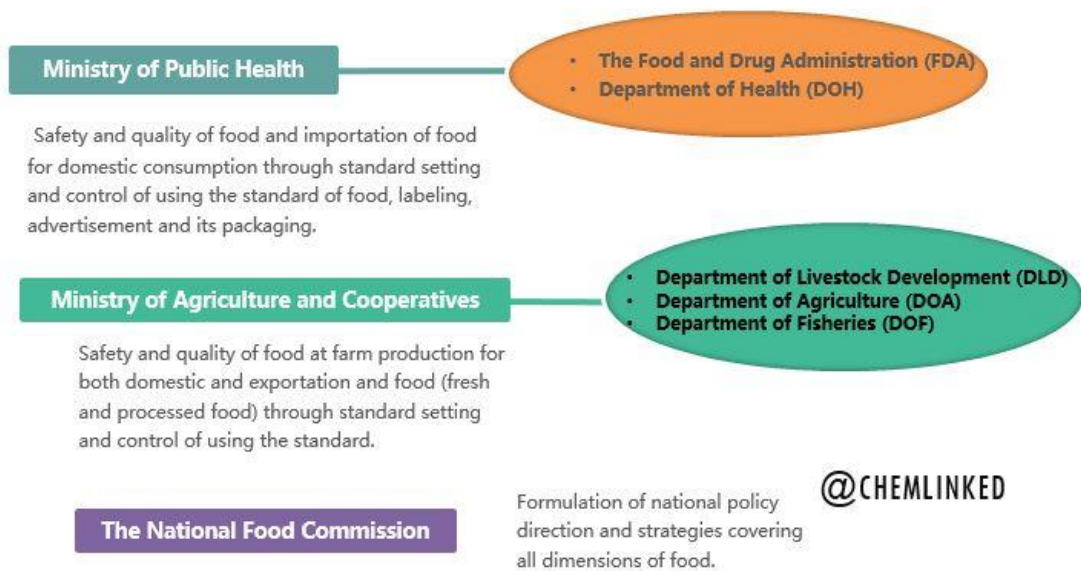 Ministry of Public Health
• The Food and Drug Administration (FDA)
• Department of Health (DOH)
Safety and quality of food and importation of food
for domestic consumption through standard setting
and control of using the standard of food, labeling,
advertisement and its packaging.
Ministry of Agriculture and Cooperatives
• Department of Livestock Development (DLD)
• Department of Agriculture (DOA)
• Department of Fisheries (DOF)
Safety and quality of food at farm production for
both domestic and exportation and food (fresh
and processed food) through standard setting
and control of using the standard.
@CHEMLINKED
The National Food Commission
Formulation of national policy
direction and strategies covering
all dimensions of food.